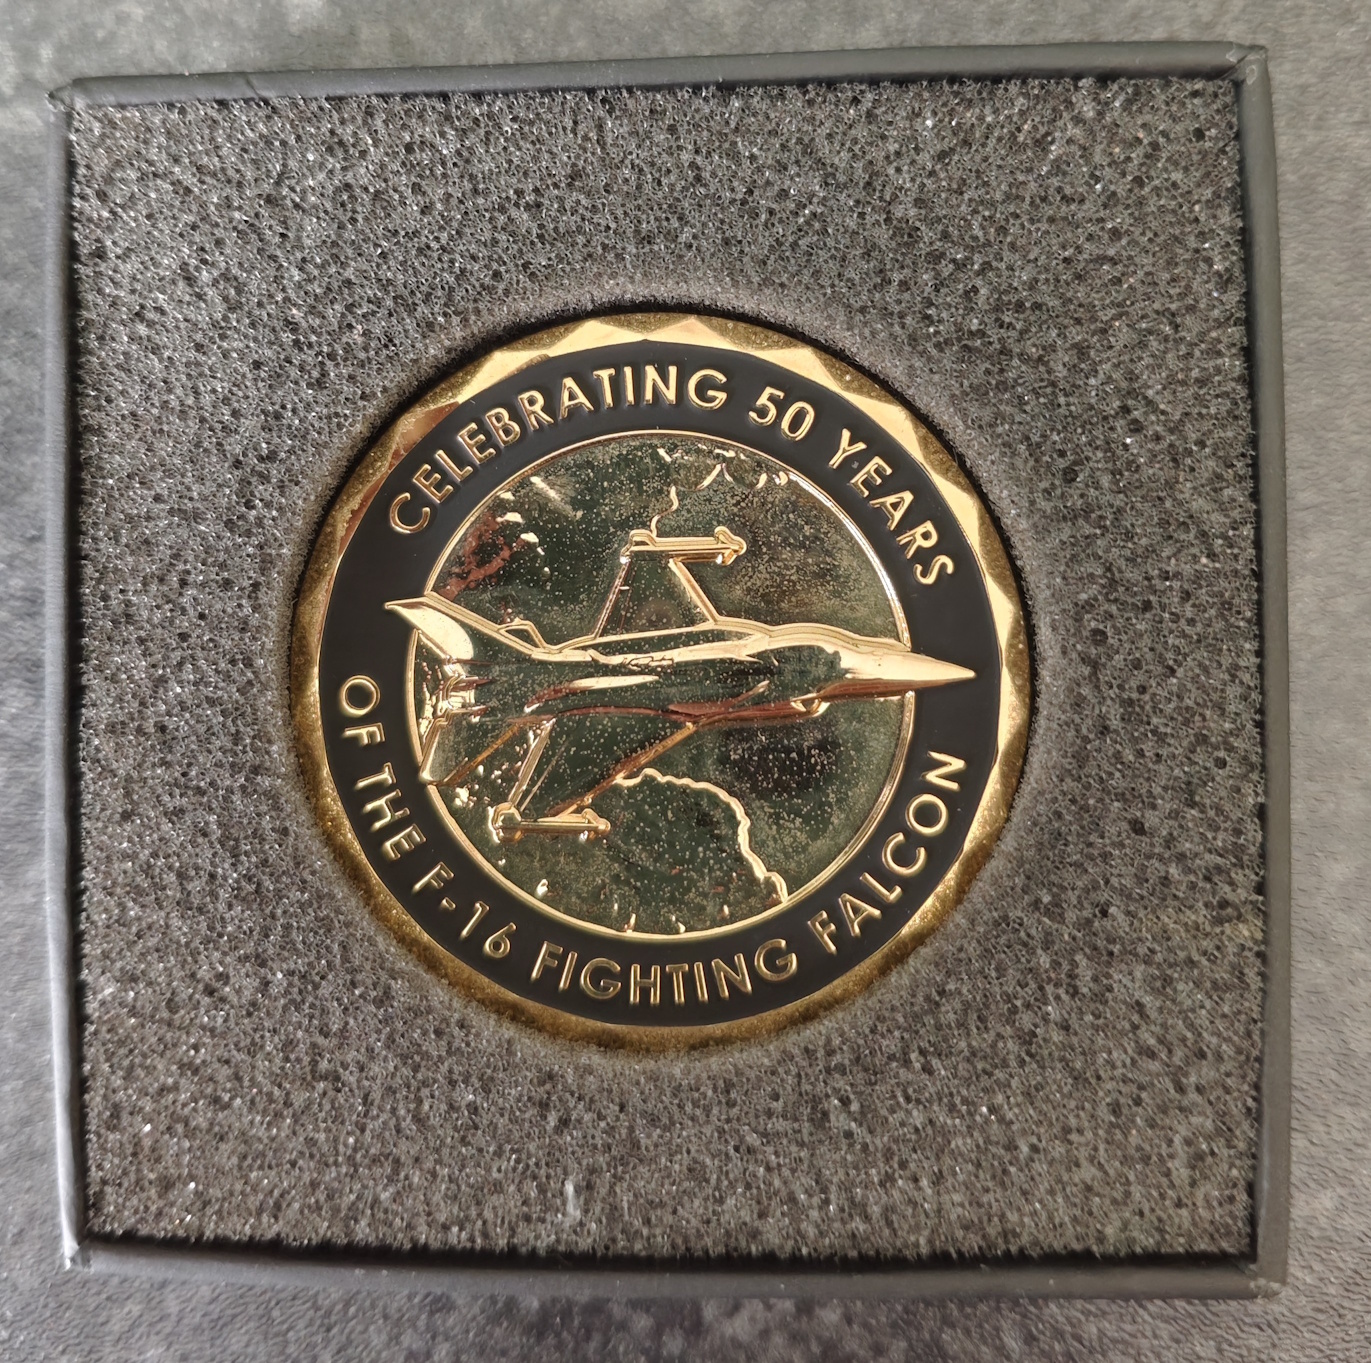 CELEBRATING 50 YEARS
OF THE F-16 FIGHTING FALCON